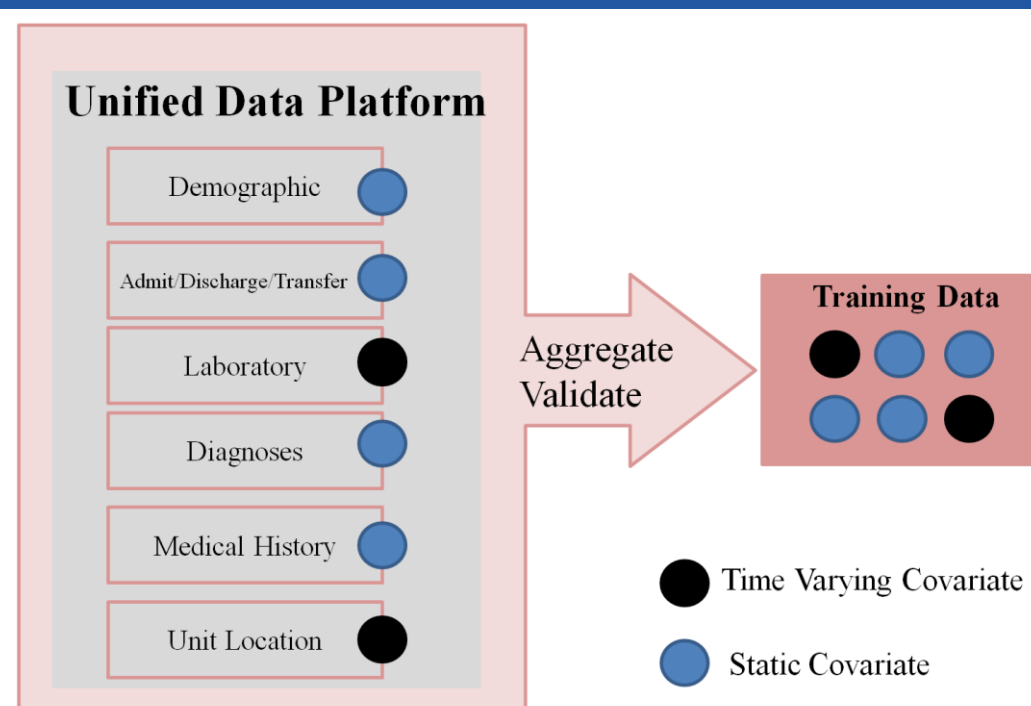 Unified Data Platform
Demographic
Admit/Discharge/Transfer
Laboratory
Diagnoses
Medical History
Unit Location
Aggregate
Validate
Training Data
Time Varying Covariate
Static Covariate